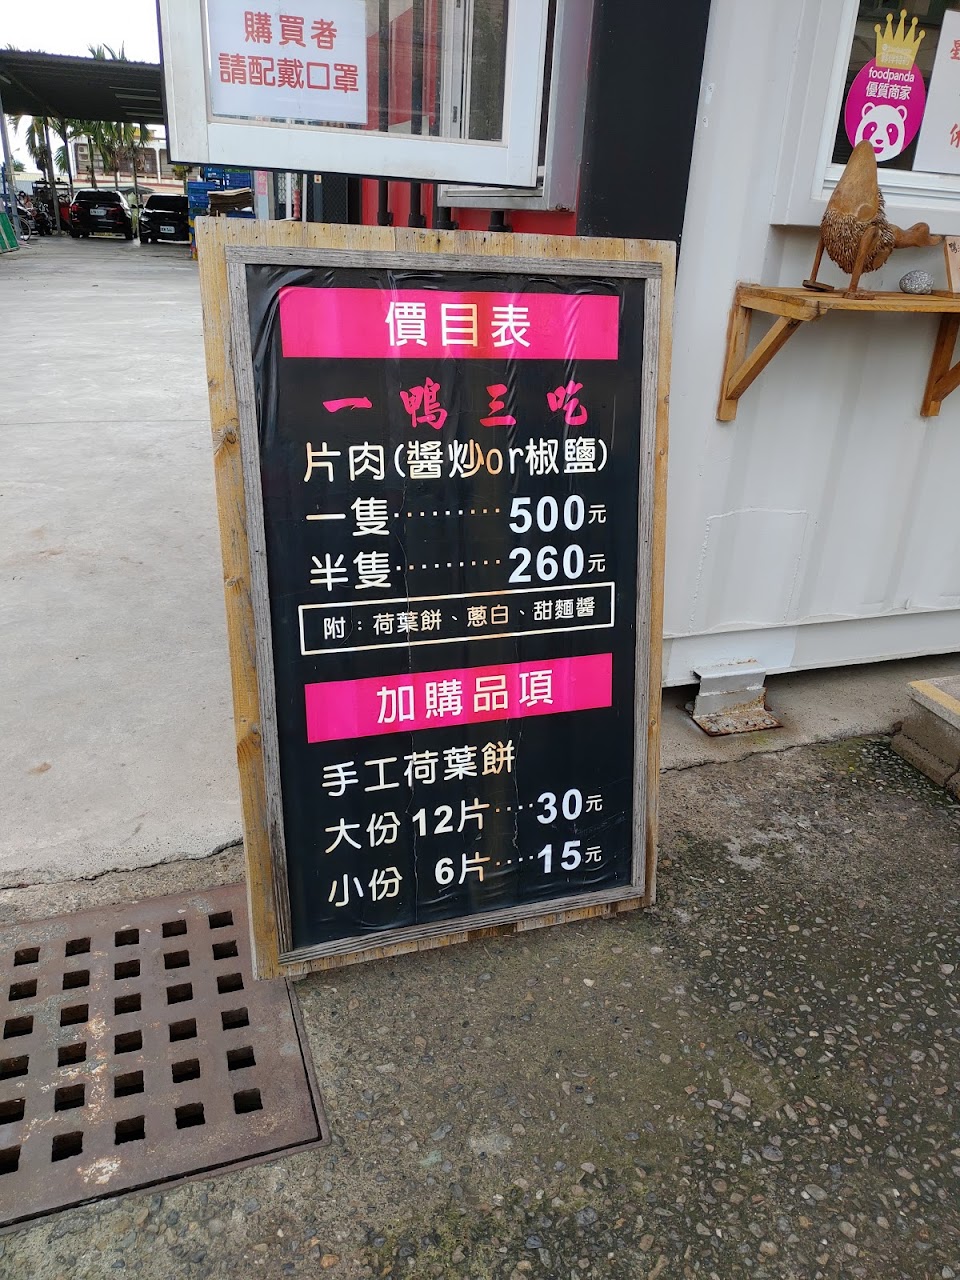 購買者
請配戴口罩
foodpanda
優質商家
價目表
一鴨三吃
片肉(醬炒or椒鹽)
一隻·········500元
半隻·········260元
附：荷葉餅、蔥白、甜麵醬
加購品項
手工荷葉餅
大份12片····30元
小份 6片····15元